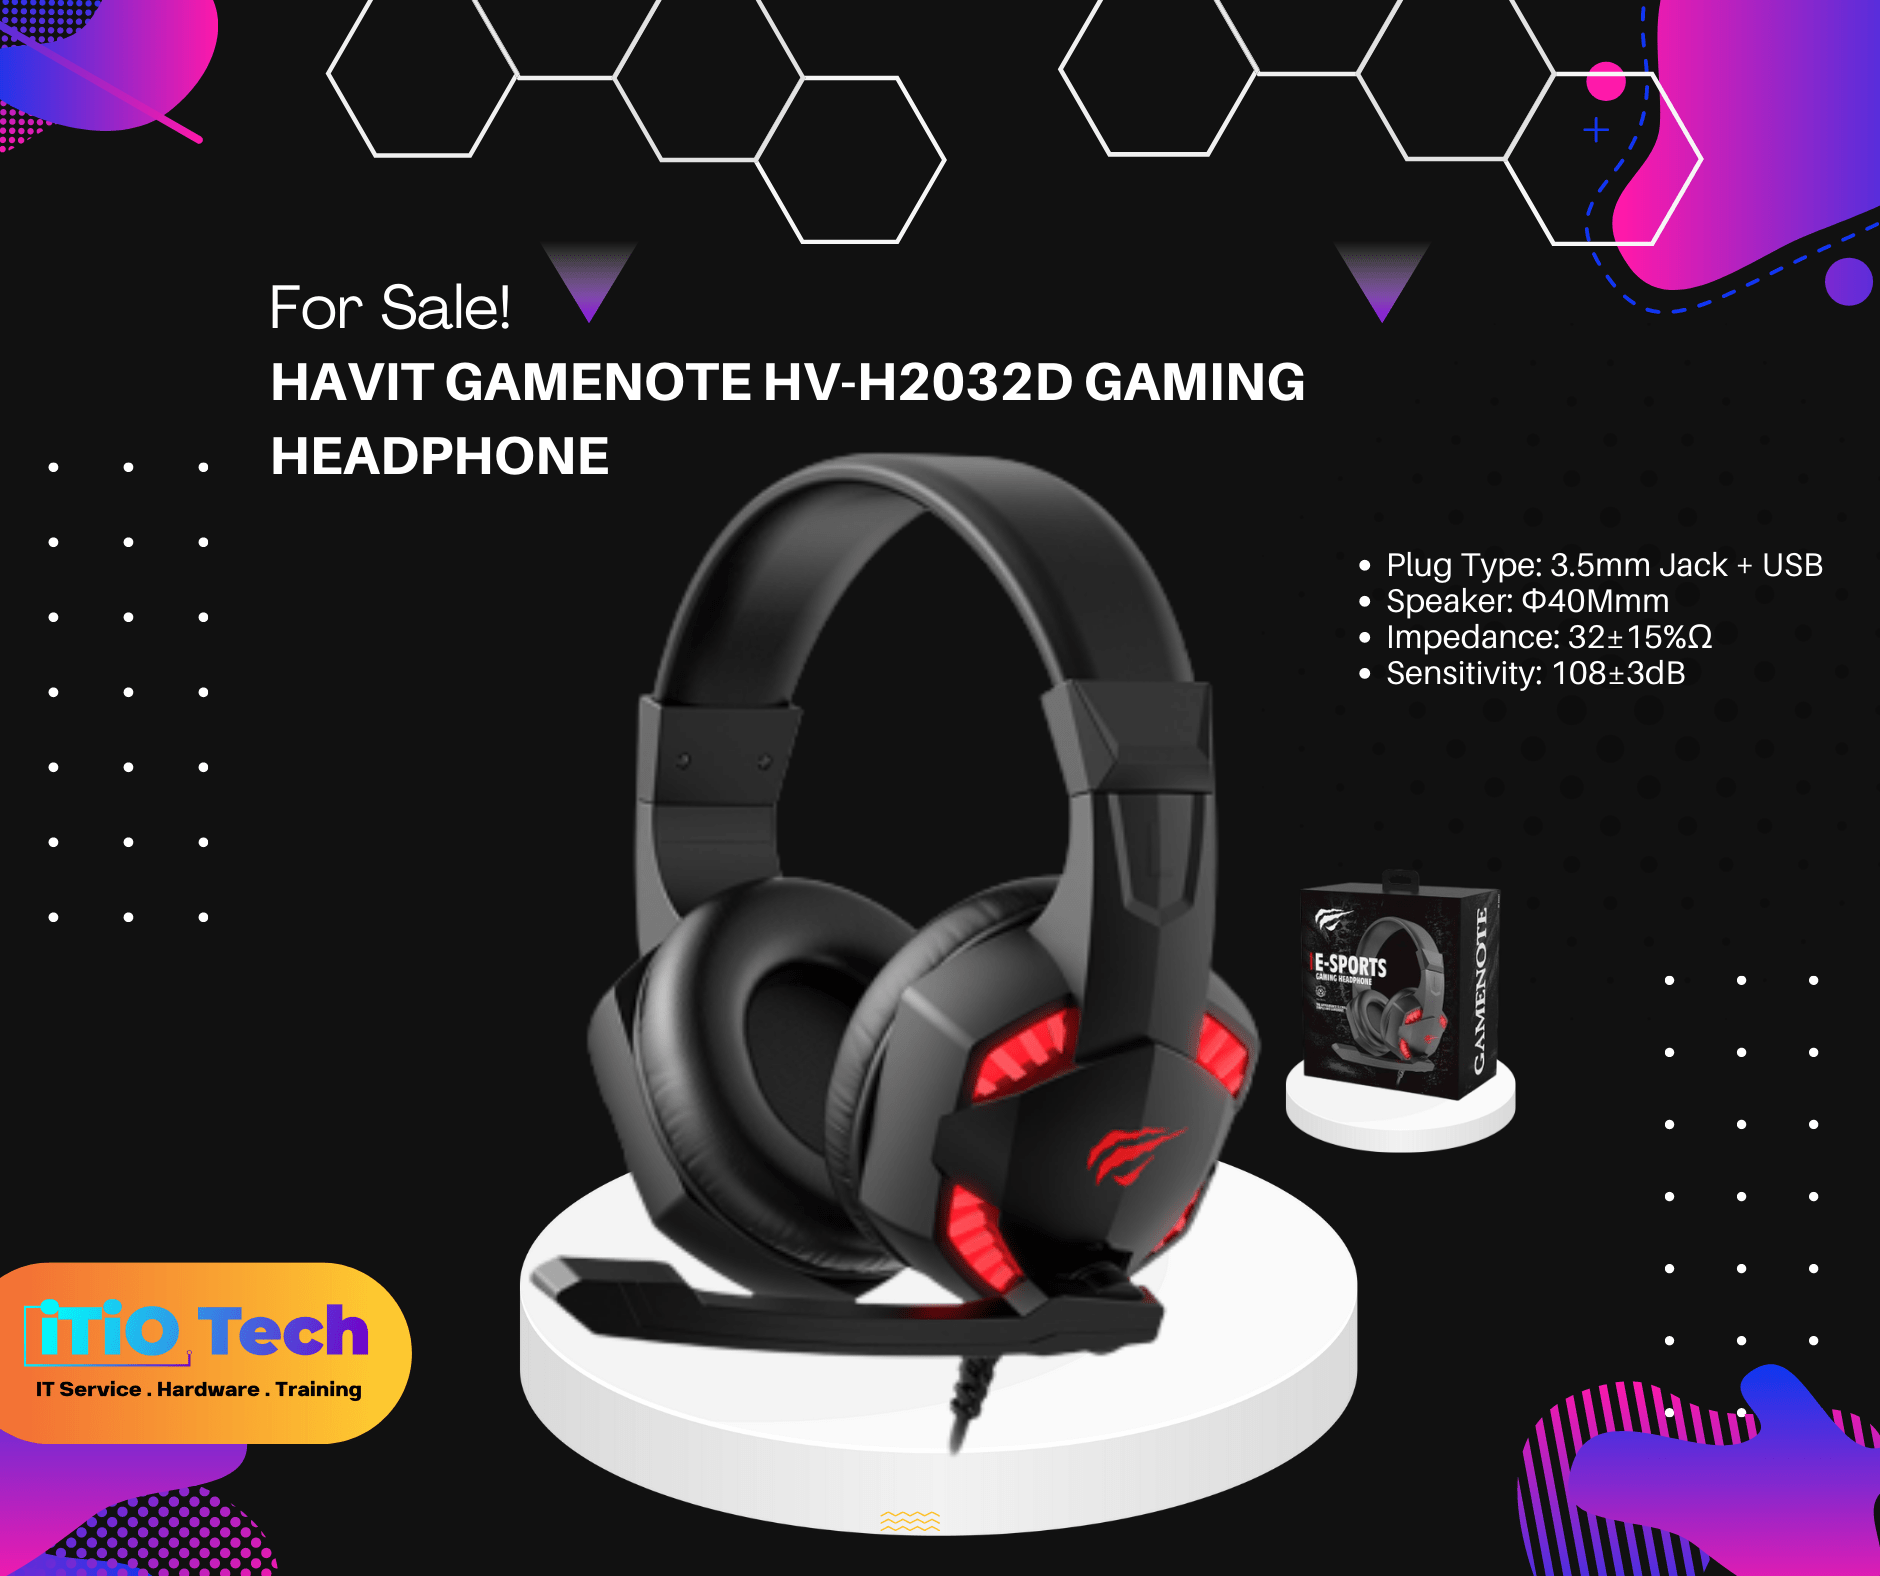 For Sale!
HAVIT GAMENOTE HV-H2032D GAMING
HEADPHONE
• Plug Type: 3.5mm Jack + USB
• Speaker: Φ40Mmm
• Impedance: 32±15%Ω
• Sensitivity: 108±3dB
E-SPORTS
GAMING HEADPHONE
GAMENOTE
iTiO Tech
IT Service . Hardware . Training